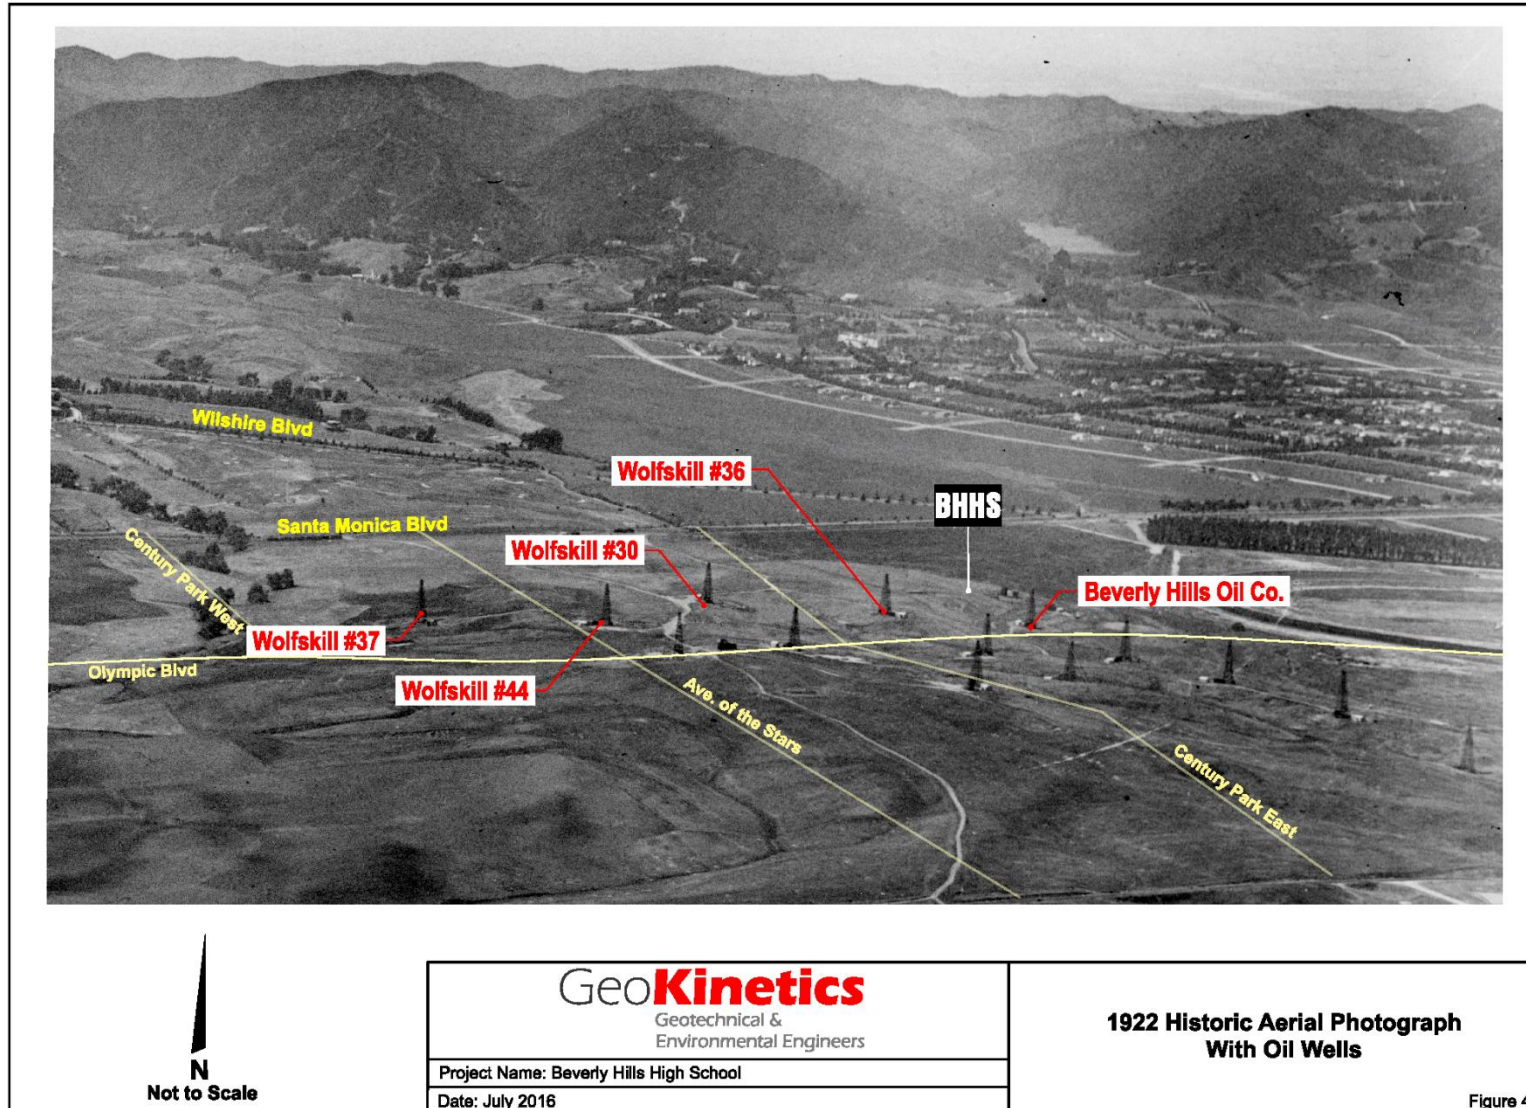 Wilshire Blvd
Wolfskill #36
BHHS
Santa Monica Blvd
Century Park West
Wolfskill #30
Beverly Hills Oil Co.
Wolfskill #37
Olympic Blvd
Wolfskill #44
Ave. of the Stars
Century Park East
N
Not to Scale
GeoKinetics
Geotechnical &
Environmental Engineers
Project Name: Beverly Hills High School
Date: July 2016
1922 Historic Aerial Photograph
With Oil Wells
Figure 4